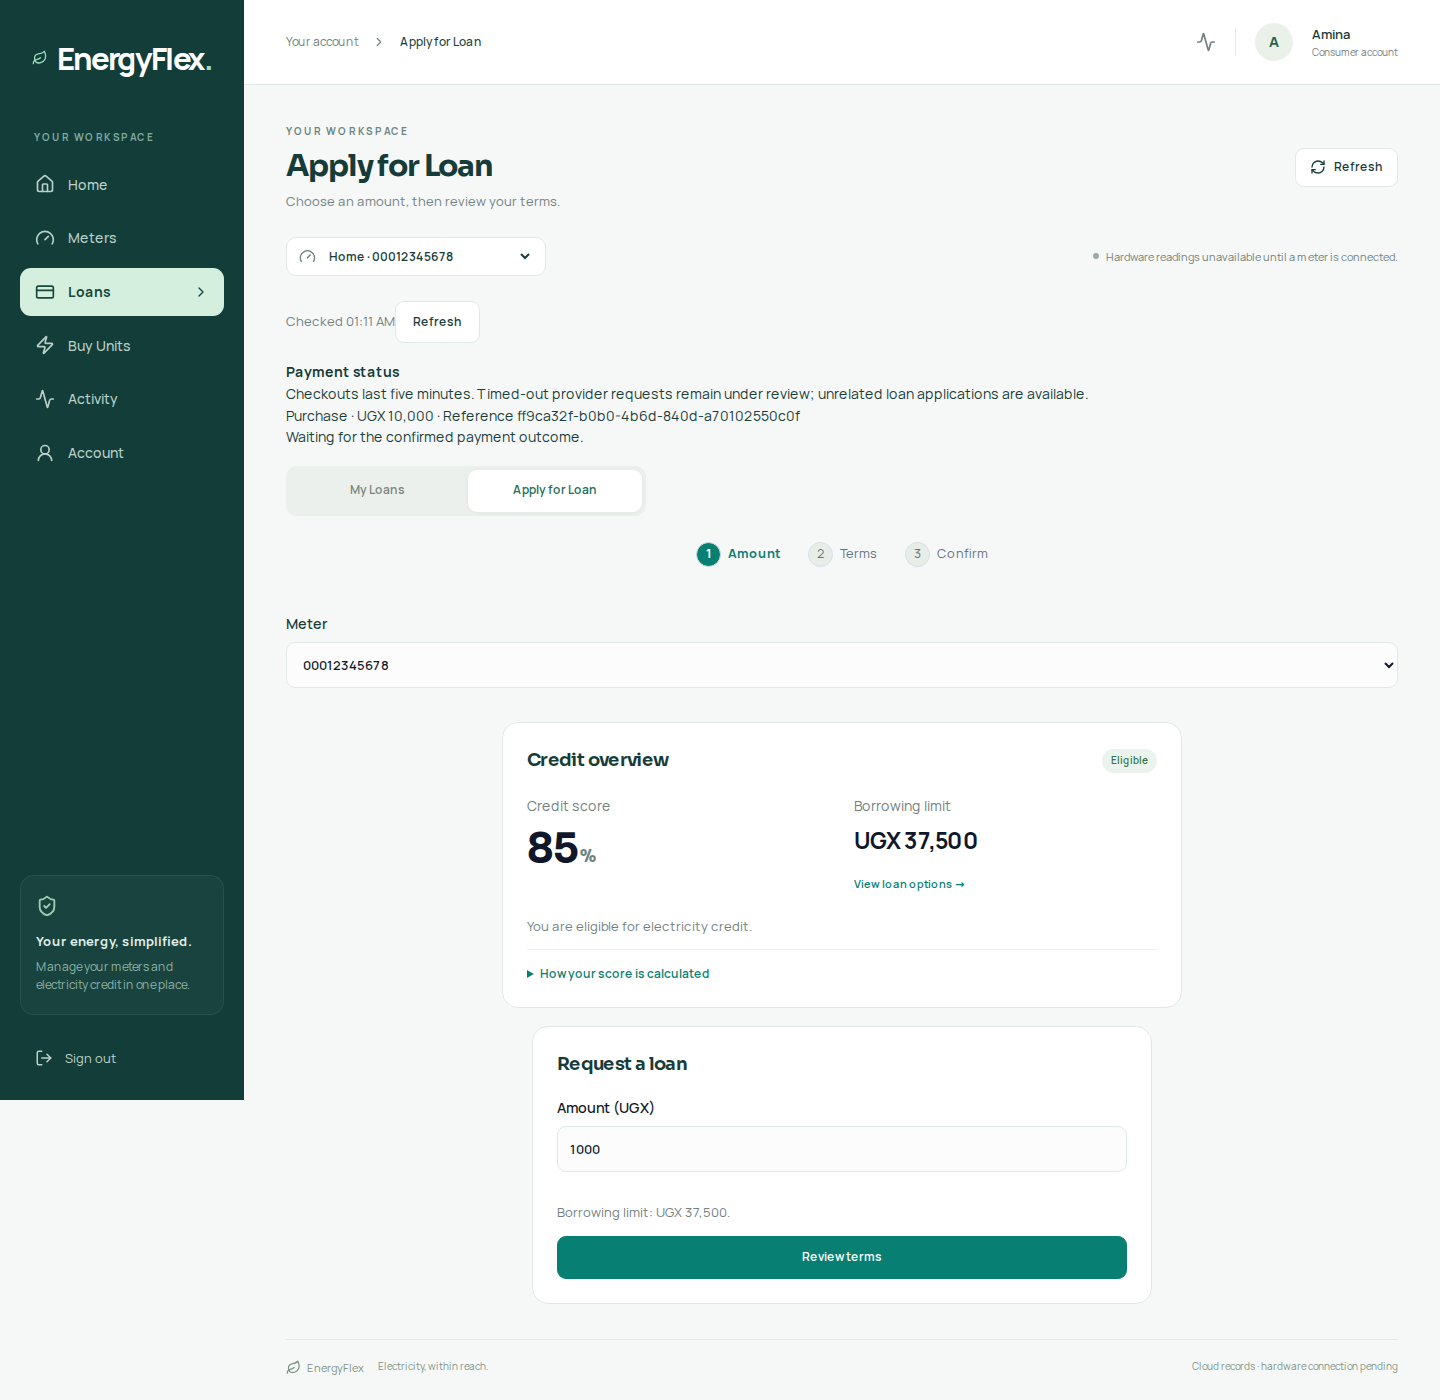 EnergyFlex.
YOUR WORKSPACE
Home
Meters
Loans
Buy Units
Activity
Account
Your energy, simplified.
Manage your meters and
electricity credit in one place.
Sign out
Your account
Apply for Loan
A
Amina
Consumer account
YOUR WORKSPACE
Apply for Loan
Choose an amount, then review your terms.
Refresh
Home · 00012345678
Hardware readings unavailable until a meter is connected.
Checked 01:11 AM
Refresh
Payment status
Checkouts last five minutes. Timed-out provider requests remain under review; unrelated loan applications are available.
Purchase · UGX 10,000 · Reference ff9ca32f-b0b0-4b6d-840d-a70102550c0f
Waiting for the confirmed payment outcome.
My Loans
Apply for Loan
1 Amount
2 Terms
3 Confirm
Meter
00012345678
Credit overview
Eligible
Credit score
85%
Borrowing limit
UGX 37,500
View loan options →
You are eligible for electricity credit.
How your score is calculated
Request a loan
Amount (UGX)
1000
Borrowing limit: UGX 37,500.
Review terms
EnergyFlex
Electricity, within reach.
Cloud records · hardware connection pending